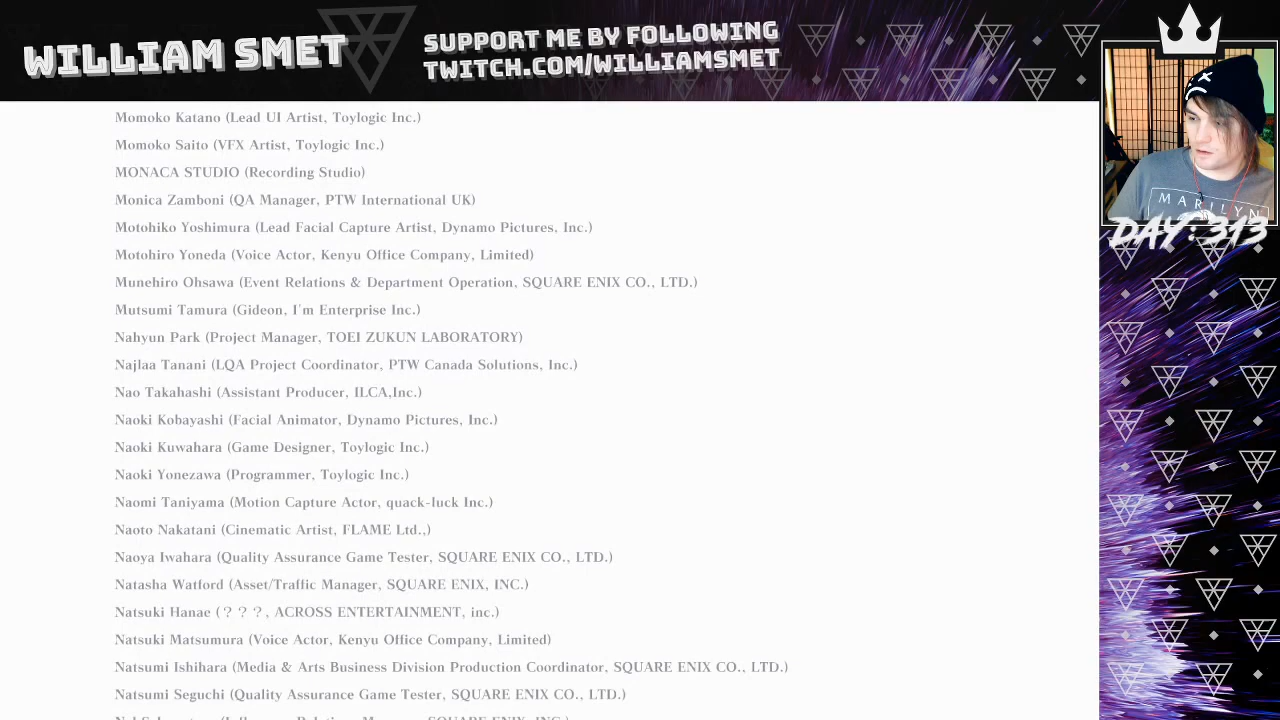 WILLIAM SMET
SUPPORT ME BY FOLLOWING
TWITCH.COM/WILLIAMSMET
Momoko Katano (Lead UI Artist, Toylogic Inc.)
Momoko Saito (VFX Artist, Toylogic Inc.)
MONACA STUDIO (Recording Studio)
Monica Zamboni (QA Manager, PTW International UK)
Motohiko Yoshimura (Lead Facial Capture Artist, Dynamo Pictures, Inc.)
Motohiro Yoneda (Voice Actor, Kenyu Office Company, Limited)
Munehiro Ohsawa (Event Relations & Department Operation, SQUARE ENIX CO., LTD.)
Mutsumi Tamura (Gideon, I'm Enterprise Inc.)
Nahyun Park (Project Manager, TOEI ZUKUN LABORATORY)
Najlaa Tanani (LQA Project Coordinator, PTW Canada Solutions, Inc.)
Nao Takahashi (Assistant Producer, ILCA,Inc.)
Naoki Kobayashi (Facial Animator, Dynamo Pictures, Inc.)
Naoki Kuwahara (Game Designer, Toylogic Inc.)
Naoki Yonezawa (Programmer, Toylogic Inc.)
Naomi Taniyama (Motion Capture Actor, quack-luck Inc.)
Naoto Nakatani (Cinematic Artist, FLAME Ltd.,)
Naoya Iwahara (Quality Assurance Game Tester, SQUARE ENIX CO., LTD.)
Natasha Watford (Asset/Traffic Manager, SQUARE ENIX, INC.)
Natsuki Hanae (？？？, ACROSS ENTERTAINMENT, inc.)
Natsuki Matsumura (Voice Actor, Kenyu Office Company, Limited)
Natsumi Ishihara (Media & Arts Business Division Production Coordinator, SQUARE ENIX CO., LTD.)
Natsumi Seguchi (Quality Assurance Game Tester, SQUARE ENIX CO., LTD.)
MARILYN
DAY: 313